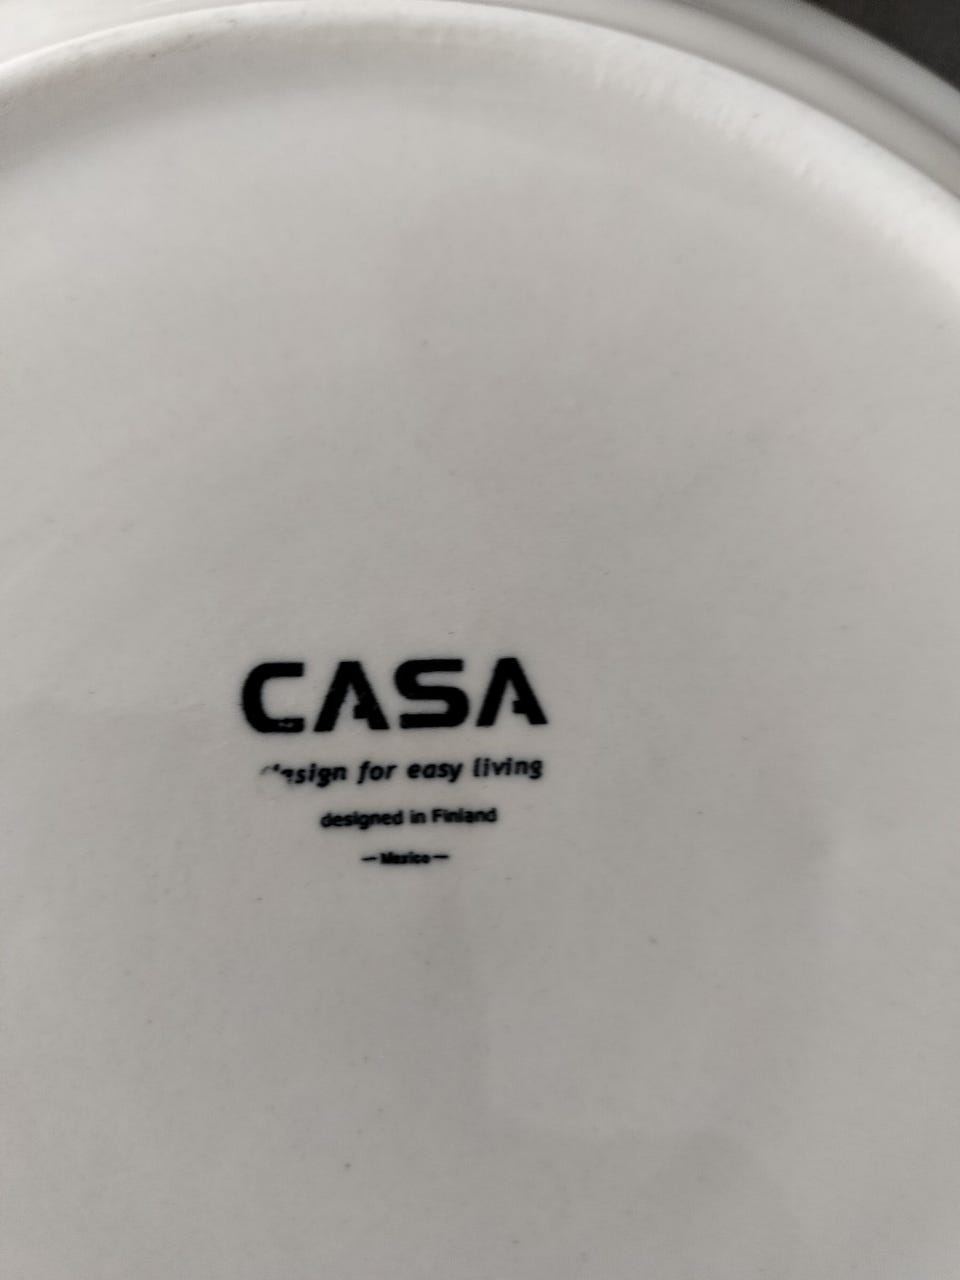 CASA
design for easy living
designed in Finland
— Mexico —